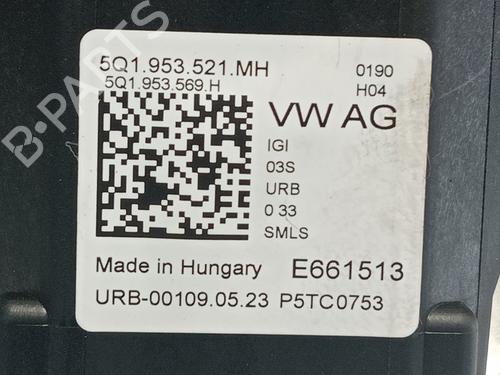 5Q1.953.521.MH
5Q1.953.569.H
0190
H04
VW AG
IGI
03S
URB
0 33
SMLS
Made in Hungary E661513
URB-00109.05.23 P5TC0753
B-PARTS